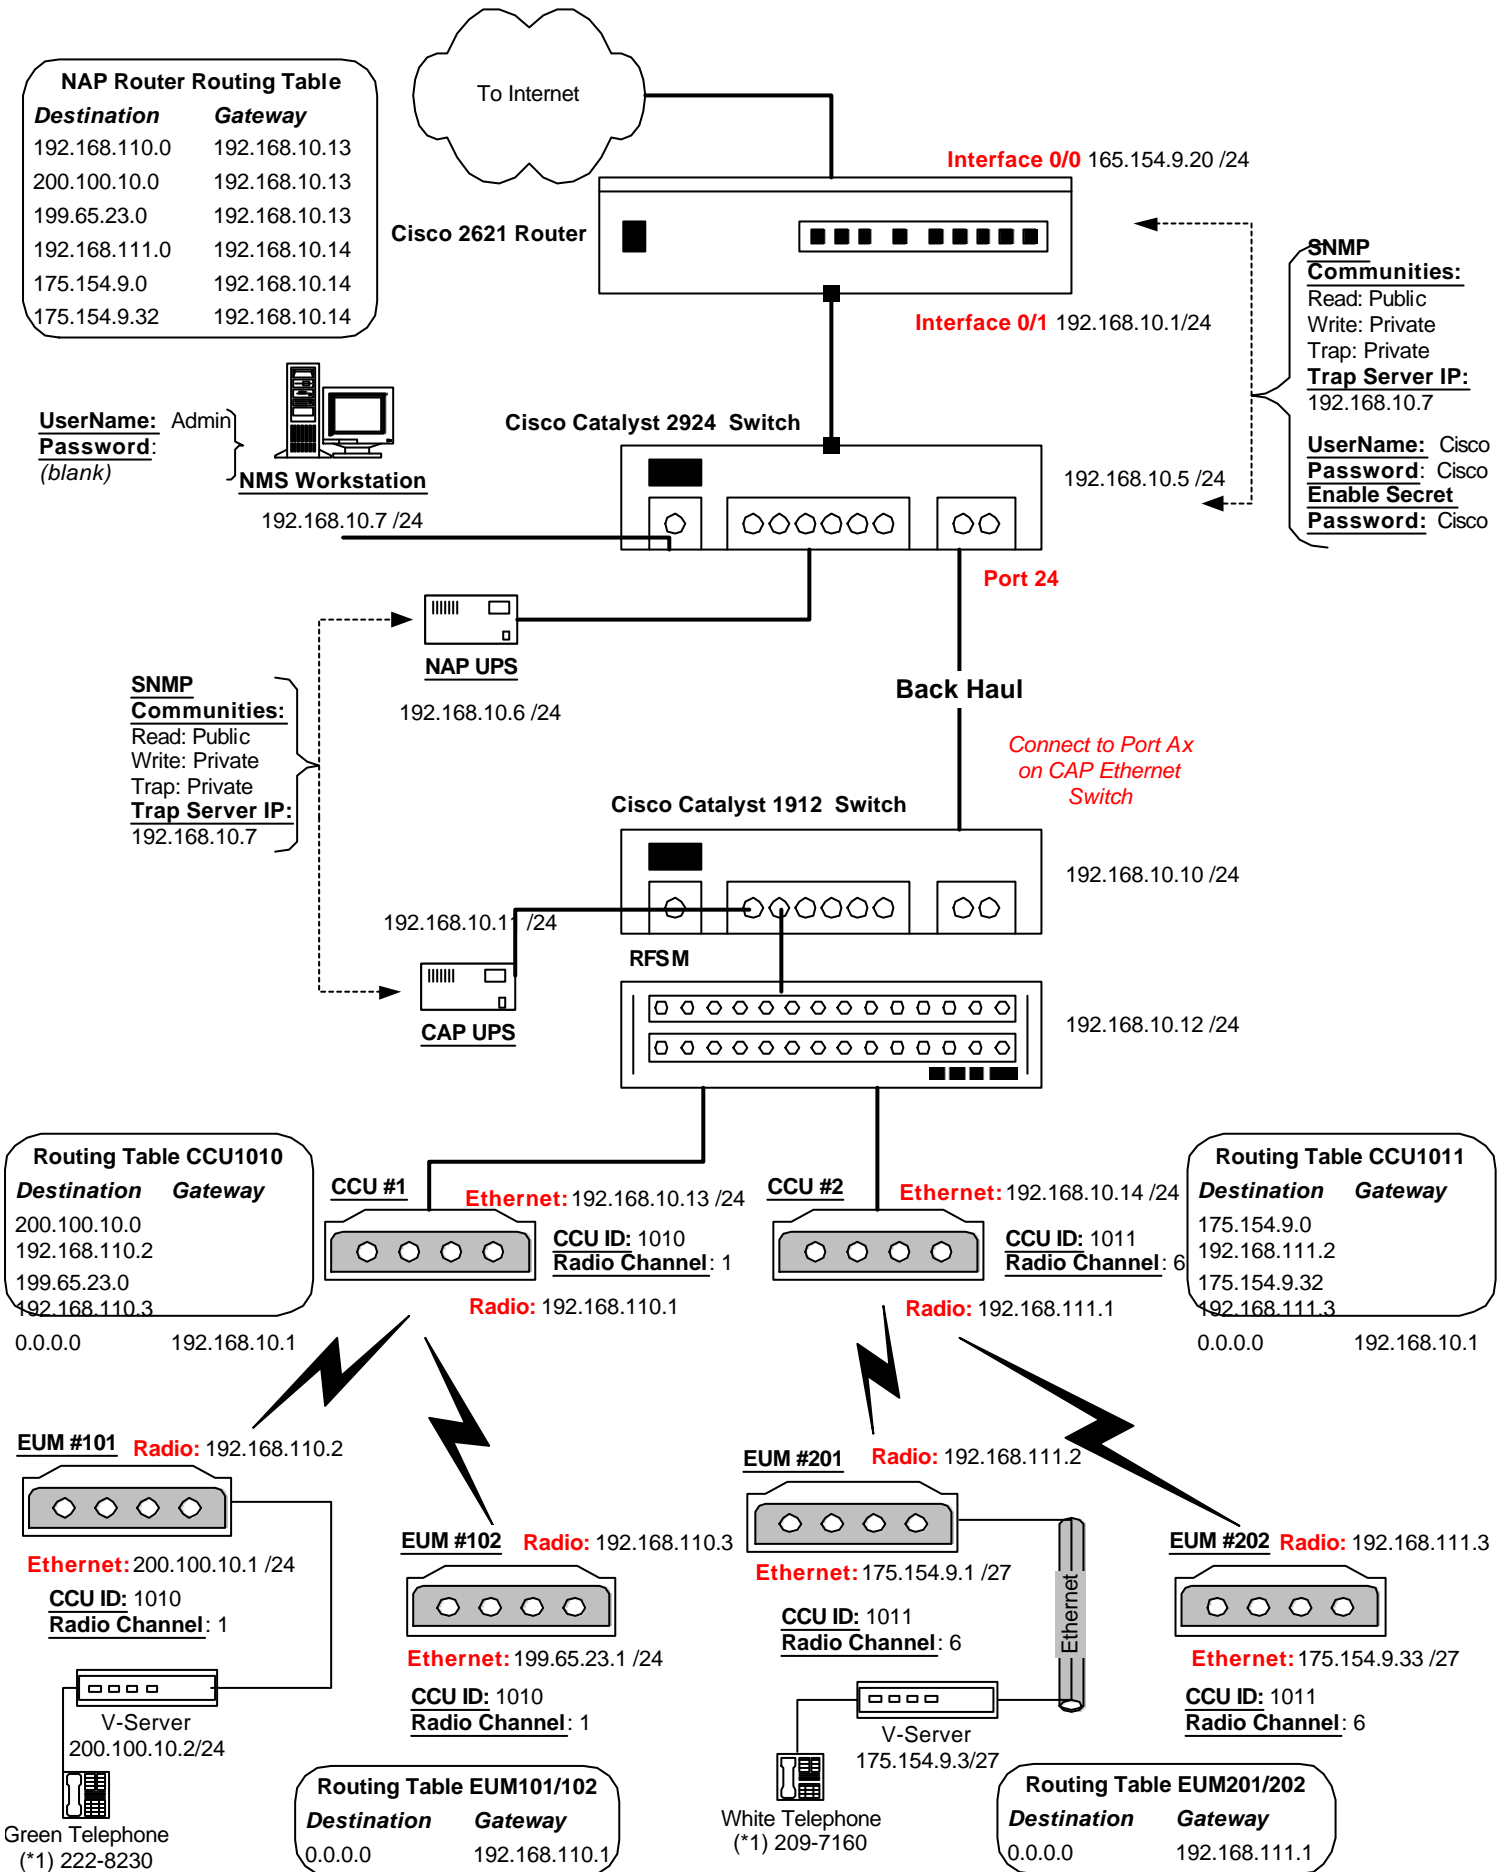 To Internet
NAP Router Routing Table
Destination Gateway
192.168.110.0 192.168.10.13
200.100.10.0 192.168.10.13
199.65.23.0 192.168.10.13
192.168.111.0 192.168.10.14
175.154.9.0 192.168.10.14
175.154.9.32 192.168.10.14
Interface 0/0 165.154.9.20 /24
Cisco 2621 Router
Interface 0/1 192.168.10.1/24
SNMP
Communities:
Read: Public
Write: Private
Trap: Private
Trap Server IP:
192.168.10.7
UserName: Cisco
Password: Cisco
Enable Secret
Password: Cisco
UserName: Admin
Password:
(blank)
NMS Workstation
192.168.10.7 /24
Cisco Catalyst 2924 Switch
192.168.10.5 /24
Port 24
NAP UPS
192.168.10.6 /24
Back Haul
SNMP
Communities:
Read: Public
Write: Private
Trap: Private
Trap Server IP:
192.168.10.7
Connect to Port Ax
on CAP Ethernet
Switch
Cisco Catalyst 1912 Switch
192.168.10.10 /24
192.168.10.11 /24
RFSM
CAP UPS
192.168.10.12 /24
Routing Table CCU1010
Destination Gateway
200.100.10.0
192.168.110.2
199.65.23.0
192.168.110.3
0.0.0.0 192.168.10.1
CCU #1
Ethernet: 192.168.10.13 /24
CCU ID: 1010
Radio Channel: 1
Radio: 192.168.110.1
CCU #2
Ethernet: 192.168.10.14 /24
CCU ID: 1011
Radio Channel: 6
Radio: 192.168.111.1
Routing Table CCU1011
Destination Gateway
175.154.9.0
192.168.111.2
175.154.9.32
192.168.111.3
0.0.0.0 192.168.10.1
EUM #101 Radio: 192.168.110.2
Ethernet: 200.100.10.1 /24
CCU ID: 1010
Radio Channel: 1
V-Server
200.100.10.2/24
Green Telephone
(*1) 222-8230
EUM #102 Radio: 192.168.110.3
Ethernet: 199.65.23.1 /24
CCU ID: 1010
Radio Channel: 1
Routing Table EUM101/102
Destination Gateway
0.0.0.0 192.168.110.1
EUM #201 Radio: 192.168.111.2
Ethernet: 175.154.9.1 /27
CCU ID: 1011
Radio Channel: 6
Ethernet
V-Server
175.154.9.3/27
White Telephone
(*1) 209-7160
EUM #202 Radio: 192.168.111.3
Ethernet: 175.154.9.33 /27
CCU ID: 1011
Radio Channel: 6
Routing Table EUM201/202
Destination Gateway
0.0.0.0 192.168.111.1